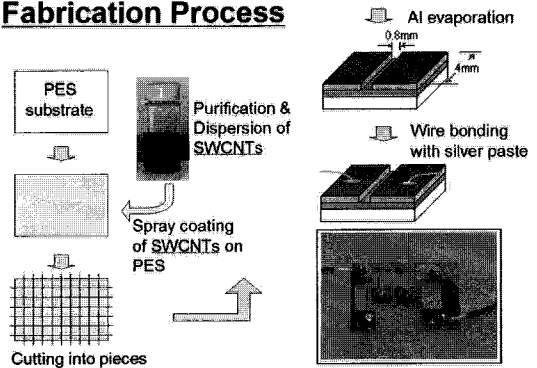 Fabrication Process
PES
substrate
Purification &
Dispersion of
SWCNTs
Spray coating
of SWCNTs on
PES
Cutting into pieces
Al evaporation
0.8mm
4mm
Wire bonding
with silver paste